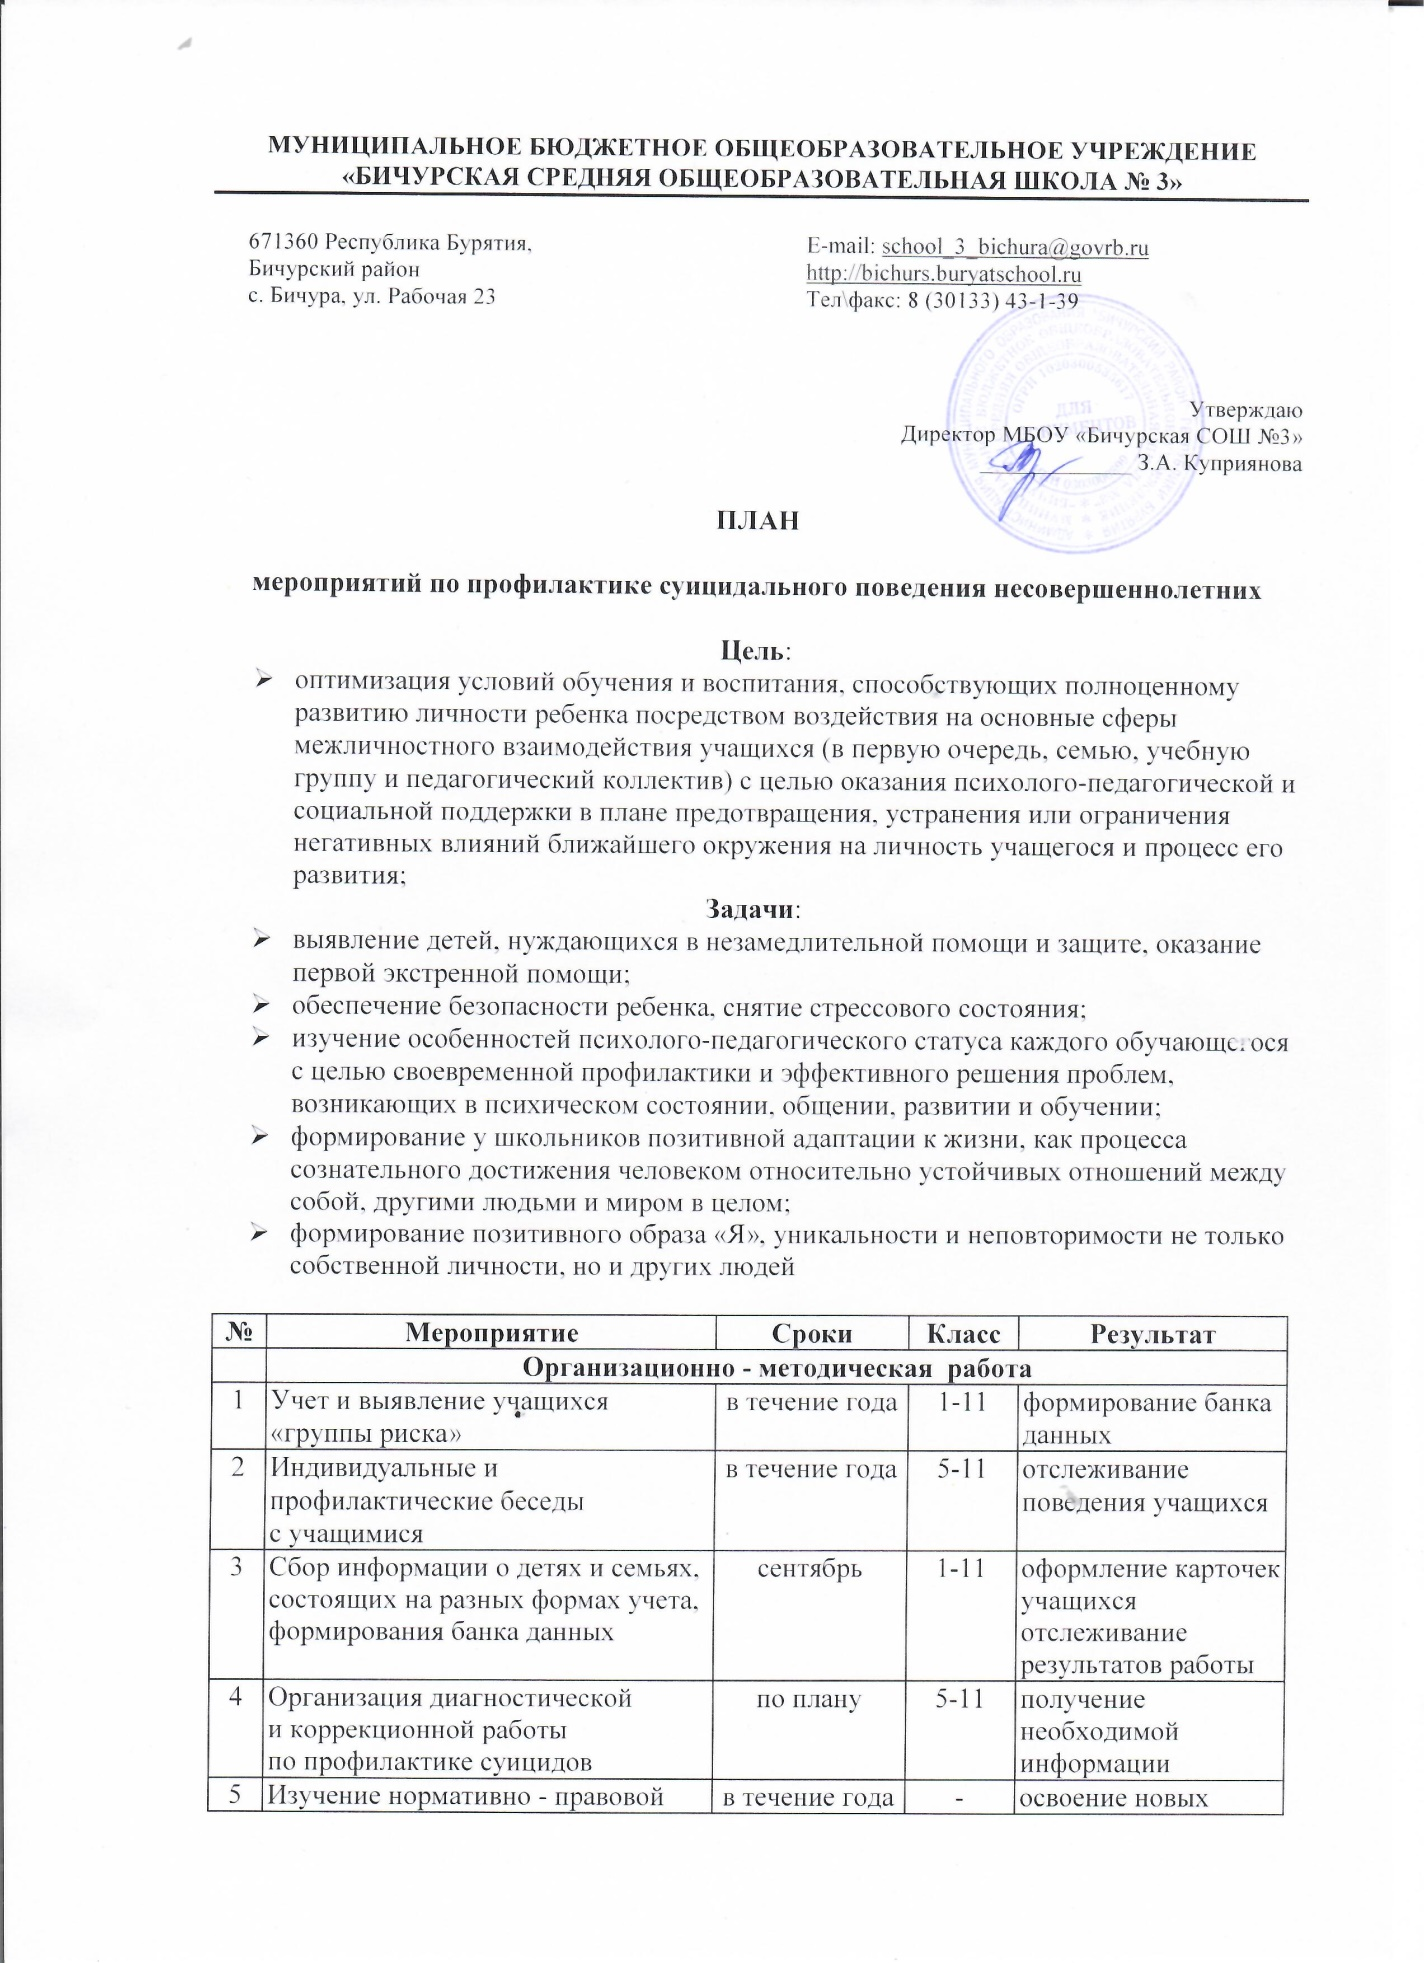 МУНИЦИПАЛЬНОЕ БЮДЖЕТНОЕ ОБЩЕОБРАЗОВАТЕЛЬНОЕ УЧРЕЖДЕНИЕ
«БИЧУРСКАЯ СРЕДНЯЯ ОБЩЕОБРАЗОВАТЕЛЬНАЯ ШКОЛА № 3»
671360 Республика Бурятия,
Бичурский район
с. Бичура, ул. Рабочая 23
E-mail: school_3_bichura@govrb.ru
http://bichurs.buryatschool.ru
Тел\факс: 8 (30133) 43-1-39
ДЛЯ
Утверждаю
Директор МБОУ «Бичурская СОШ №3»
З.А. Куприянова
ПЛАН
мероприятий по профилактике суицидального поведения несовершеннолетних
Цель:
➢ оптимизация условий обучения и воспитания, способствующих полноценному
развитию личности ребенка посредством воздействия на основные сферы
межличностного взаимодействия учащихся (в первую очередь, семью, учебную
группу и педагогический коллектив) с целью оказания психолого-педагогической и
социальной поддержки в плане предотвращения, устранения или ограничения
негативных влияний ближайшего окружения на личность учащегося и процесс его
развития;
Задачи:
➢ выявление детей, нуждающихся в незамедлительной помощи и защите, оказание
первой экстренной помощи;
➢ обеспечение безопасности ребенка, снятие стрессового состояния;
➢ изучение особенностей психолого-педагогического статуса каждого обучающегося
с целью своевременной профилактики и эффективного решения проблем,
возникающих в психическом состоянии, общении, развитии и обучении;
➢ формирование у школьников позитивной адаптации к жизни, как процесса
сознательного достижения человеком относительно устойчивых отношений между
собой, другими людьми и миром в целом;
➢ формирование позитивного образа «Я», уникальности и неповторимости не только
собственной личности, но и других людей
№ Мероприятие Сроки Класс Результат
Организационно - методическая работа
1 Учет и выявление учащихся в течение года 1-11 формирование банка
«группы риска» данных
2 Индивидуальные и в течение года 5-11 отслеживание
профилактические беседы поведения учащихся
с учащимися
3 Сбор информации о детях и семьях, сентябрь 1-11 оформление карточек
состоящих на разных формах учета, учащихся
формирования банка данных отслеживание
результатов работы
4 Организация диагностической по плану 5-11 получение
и коррекционной работы необходимой
по профилактике суицидов информации
5 Изучение нормативно - правовой в течение года - освоение новых